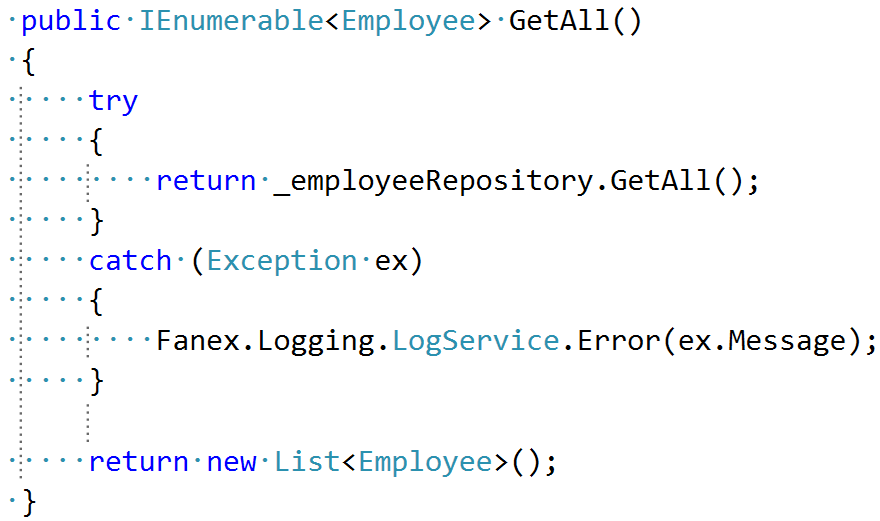 public IEnumerable<Employee> GetAll()
{
    try
    {
        return _employeeRepository.GetAll();
    }
    catch (Exception ex)
    {
        Fanex.Logging.LogService.Error(ex.Message);
    }

    return new List<Employee>();
}